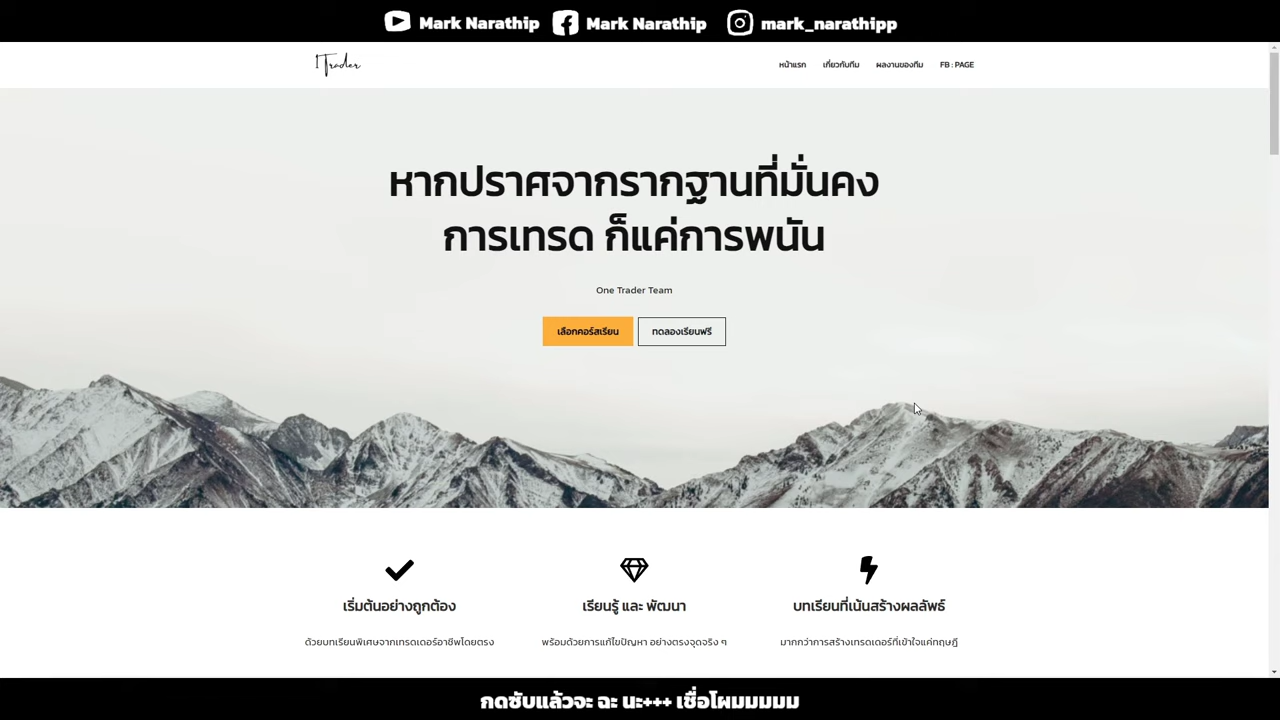 Mark Narathip Mark Narathip mark_narathipp
1Trader หน้าแรก เกี่ยวกับทีม ผลงานของทีม FB : PAGE
หากปราศจากรากฐานที่มั่นคง
การเทรด ก็แค่การพนัน
One Trader Team
เลือกคอร์สเรียน ทดลองเรียนฟรี
เริ่มต้นอย่างถูกต้อง เรียนรู้ และ พัฒนา บทเรียนที่เน้นสร้างผลลัพธ์
ด้วยบทเรียนพิเศษจากเทรดเดอร์อาชีพโดยตรง พร้อมด้วยการแก้ไขปัญหา อย่างตรงจุดจริง ๆ มากกว่าการสร้างเทรดเดอร์ที่เข้าใจแค่ทฤษฎี
กดซับแล้วจะ ฉะ นะ+++ เชื่อโผมมมมม